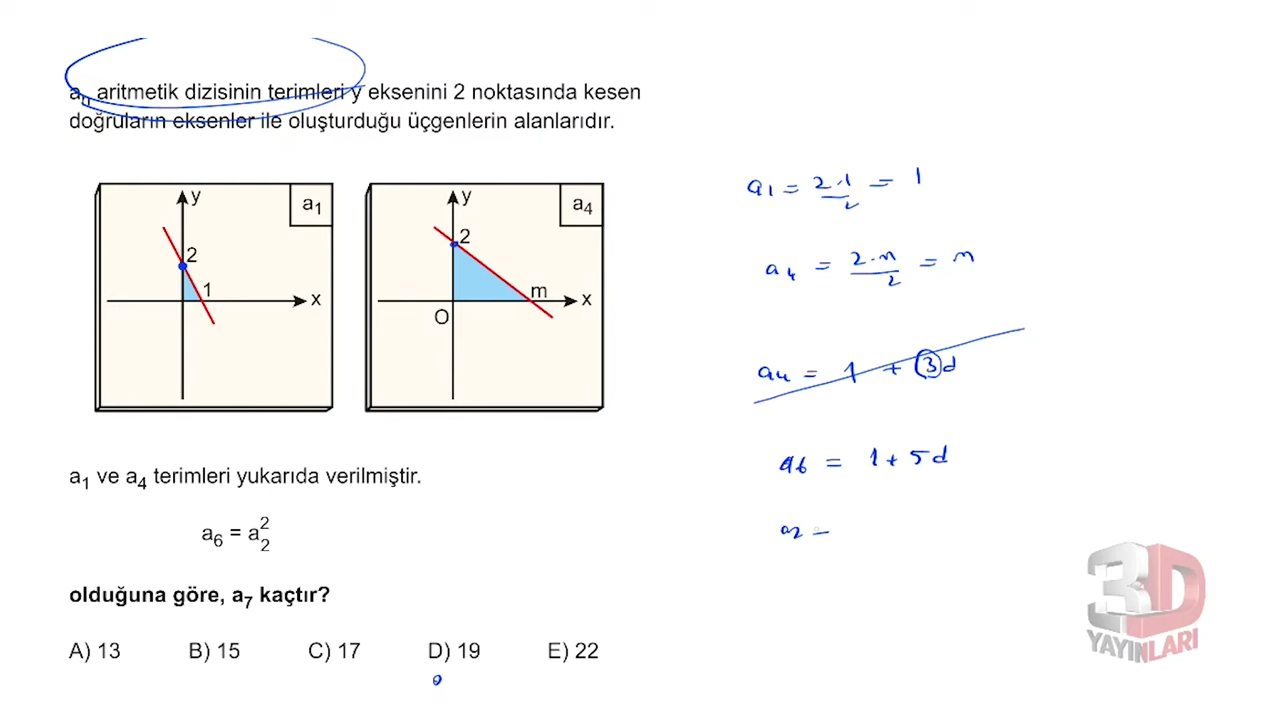 aₙ aritmetik dizisinin terimleri y eksenini 2 noktasında kesen
doğruların eksenler ile oluşturduğu üçgenlerin alanlarıdır.
y
a₁
2
1
x
y
a₄
2
m
x
O
a₁ ve a₄ terimleri yukarıda verilmiştir.
a₆ = a₂²
olduğuna göre, a₇ kaçtır?
A) 13 B) 15 C) 17 D) 19 E) 22
a₁ = 2·1/2 = 1
a₄ = 2·m/2 = m
a₄ = 1 + 3d
a₆ = 1 + 5d
a₂ =
3D
YAYINLARI